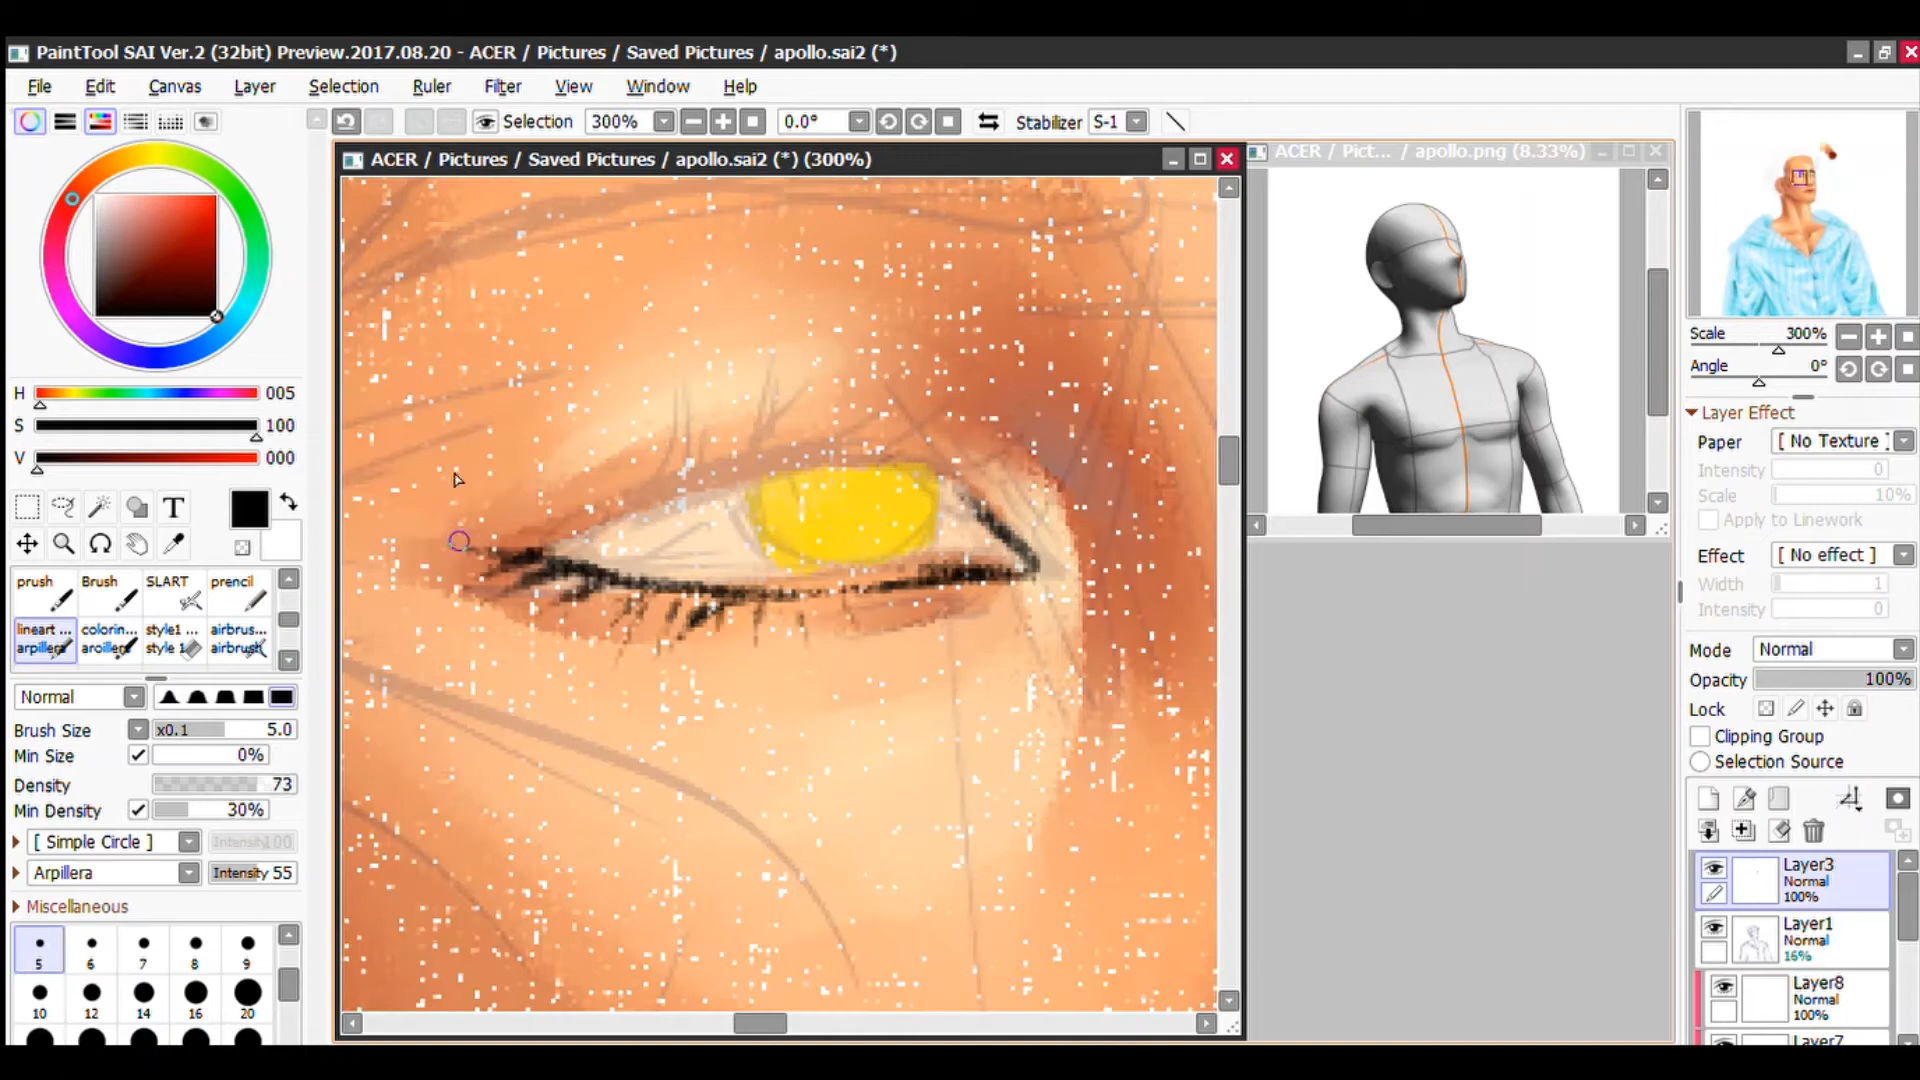 PaintTool SAI Ver.2 (32bit) Preview.2017.08.20 - ACER / Pictures / Saved Pictures / apollo.sai2 (*)
File Edit Canvas Layer Selection Ruler Filter View Window Help
Selection 300% 0.0° Stabilizer S-1
ACER / Pictures / Saved Pictures / apollo.sai2 (*) (300%)
ACER / Pict... / apollo.png (8.33%)
H 005
S 100
V 000
T
prush Brush SLART prencil
lineart ... colorin... style1 ... airbrus...
arpillera aroillera style 1 airbrush
Normal
Brush Size x0.1 5.0
Min Size 0%
Density 73
Min Density 30%
[ Simple Circle ] Intensity 100
Arpillera Intensity 55
Miscellaneous
5 6 7 8 9
10 12 14 16 20
Scale 300%
Angle 0°
Layer Effect
Paper [ No Texture ]
Intensity 0
Scale 10%
Apply to Linework
Effect [ No effect ]
Width 1
Intensity 0
Mode Normal
Opacity 100%
Lock
Clipping Group
Selection Source
Layer3
Normal
100%
Layer1
Normal
16%
Layer8
Normal
100%
Layer7